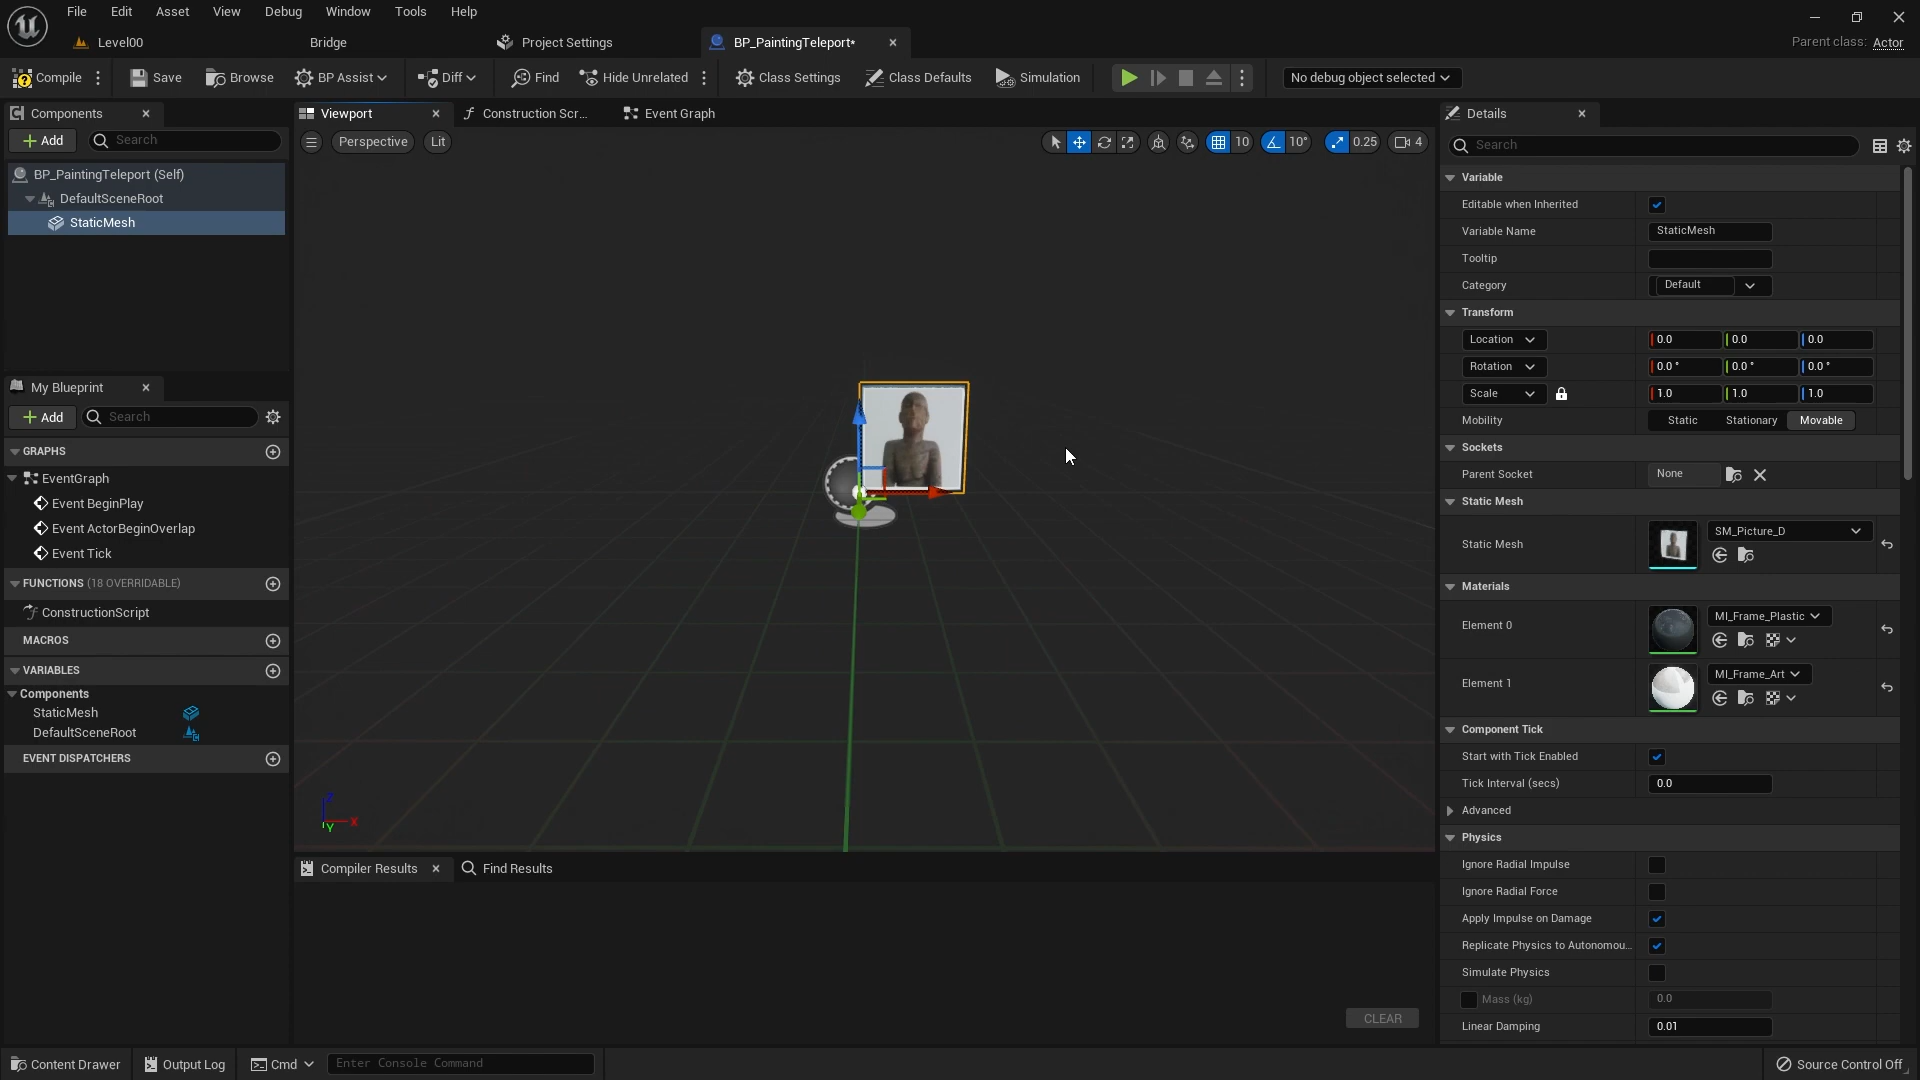 File Edit Asset View Debug Window Tools Help
Level00 Bridge Project Settings BP_PaintingTeleport* Parent class: Actor
Compile Save Browse BP Assist Diff Find Hide Unrelated Class Settings Class Defaults Simulation No debug object selected
Components Viewport Construction Scr... Event Graph Details
Add Search Perspective Lit 10 10° 0.25 4 Search
BP_PaintingTeleport (Self)
DefaultSceneRoot
StaticMesh
My Blueprint
Add Search
GRAPHS
EventGraph
Event BeginPlay
Event ActorBeginOverlap
Event Tick
FUNCTIONS (18 OVERRIDABLE)
ConstructionScript
MACROS
VARIABLES
Components
StaticMesh
DefaultSceneRoot
EVENT DISPATCHERS
Z
X
Y
Compiler Results Find Results
CLEAR
Variable
Editable when Inherited
Variable Name StaticMesh
Tooltip
Category Default
Transform
Location 0.0 0.0 0.0
Rotation 0.0 ° 0.0 ° 0.0 °
Scale 1.0 1.0 1.0
Mobility Static Stationary Movable
Sockets
Parent Socket None
Static Mesh
Static Mesh SM_Picture_D
Materials
Element 0 MI_Frame_Plastic
Element 1 MI_Frame_Art
Component Tick
Start with Tick Enabled
Tick Interval (secs) 0.0
Advanced
Physics
Ignore Radial Impulse
Ignore Radial Force
Apply Impulse on Damage
Replicate Physics to Autonomou...
Simulate Physics
Mass (kg) 0.0
Linear Damping 0.01
Content Drawer Output Log Cmd Enter Console Command Source Control Off